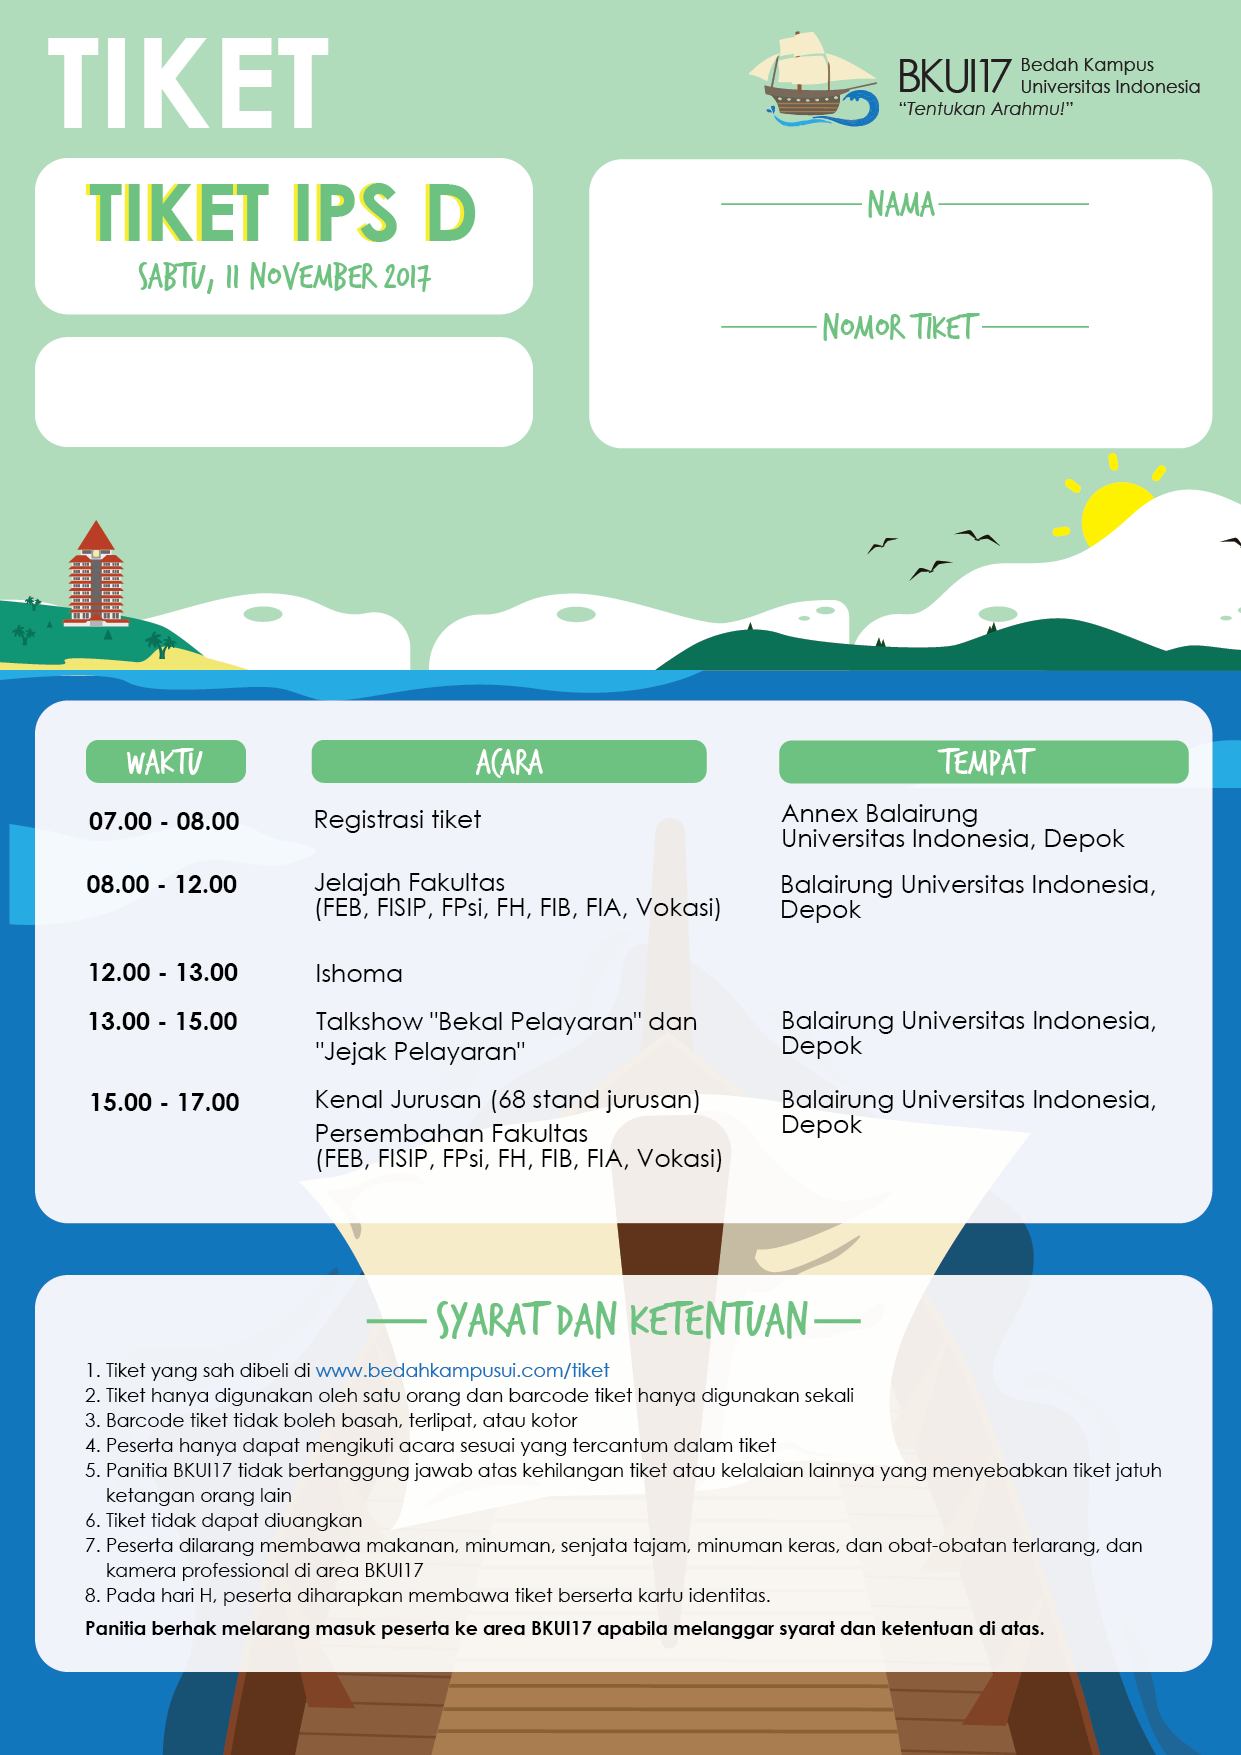 TIKET
BKUI17 Bedah Kampus
Universitas Indonesia
“Tentukan Arahmu!”
TIKET IPS D
SABTU, 11 NOVEMBER 2017
NAMA
NOMOR TIKET
WAKTU ACARA TEMPAT
07.00 - 08.00 Registrasi tiket Annex Balairung
Universitas Indonesia, Depok
08.00 - 12.00 Jelajah Fakultas Balairung Universitas Indonesia,
(FEB, FISIP, FPsi, FH, FIB, FIA, Vokasi) Depok
12.00 - 13.00 Ishoma
13.00 - 15.00 Talkshow "Bekal Pelayaran" dan Balairung Universitas Indonesia,
"Jejak Pelayaran" Depok
15.00 - 17.00 Kenal Jurusan (68 stand jurusan) Balairung Universitas Indonesia,
Depok
Persembahan Fakultas
(FEB, FISIP, FPsi, FH, FIB, FIA, Vokasi)
SYARAT DAN KETENTUAN
1. Tiket yang sah dibeli di www.bedahkampusui.com/tiket
2. Tiket hanya digunakan oleh satu orang dan barcode tiket hanya digunakan sekali
3. Barcode tiket tidak boleh basah, terlipat, atau kotor
4. Peserta hanya dapat mengikuti acara sesuai yang tercantum dalam tiket
5. Panitia BKUI17 tidak bertanggung jawab atas kehilangan tiket atau kelalaian lainnya yang menyebabkan tiket jatuh
ketangan orang lain
6. Tiket tidak dapat diuangkan
7. Peserta dilarang membawa makanan, minuman, senjata tajam, minuman keras, dan obat-obatan terlarang, dan
kamera professional di area BKUI17
8. Pada hari H, peserta diharapkan membawa tiket berserta kartu identitas.
Panitia berhak melarang masuk peserta ke area BKUI17 apabila melanggar syarat dan ketentuan di atas.